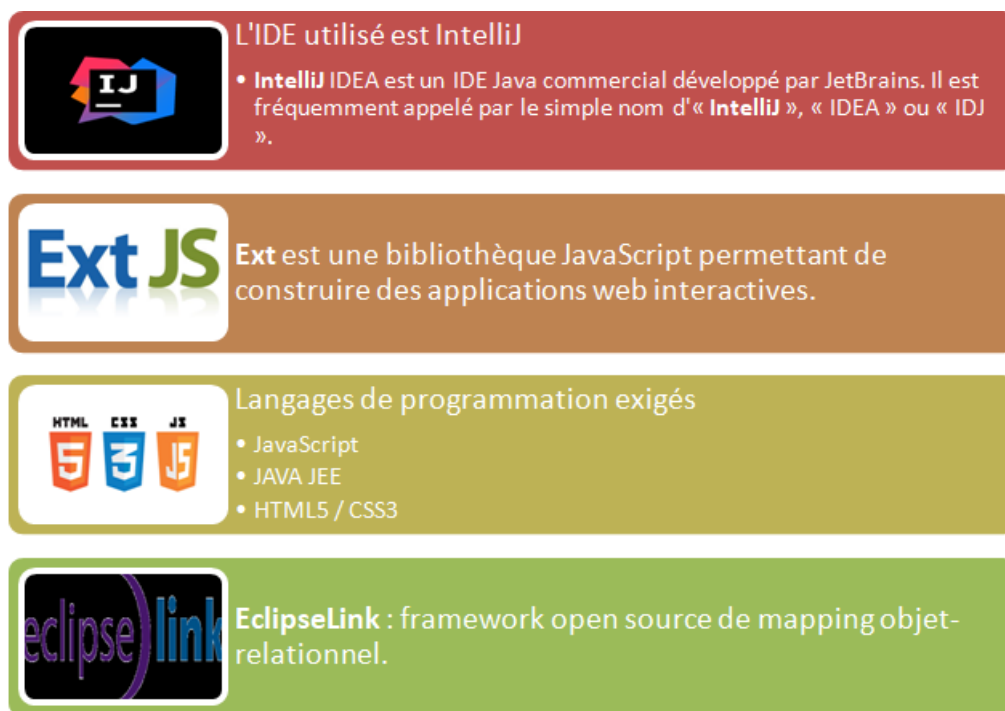 IJ
L'IDE utilisé est IntelliJ
• IntelliJ IDEA est un IDE Java commercial développé par JetBrains. Il est
fréquemment appelé par le simple nom d'« IntelliJ », « IDEA » ou « IDJ
».
Ext JS
Ext est une bibliothèque JavaScript permettant de
construire des applications web interactives.
HTML CSS JS
5 3 JS
Langages de programmation exigés
• JavaScript
• JAVA JEE
• HTML5 / CSS3
eclipse link
EclipseLink : framework open source de mapping objet-
relationnel.